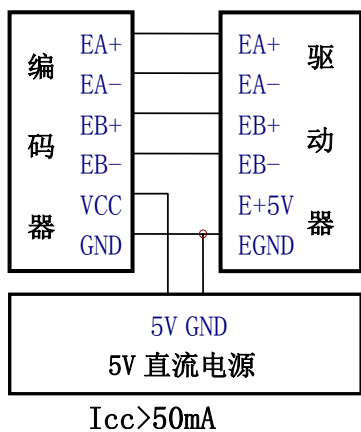 编码器
EA+
EA-
EB+
EB-
VCC
GND
EA+
EA-
EB+
EB-
E+5V
EGND
驱动器
5V GND
5V 直流电源
Icc>50mA